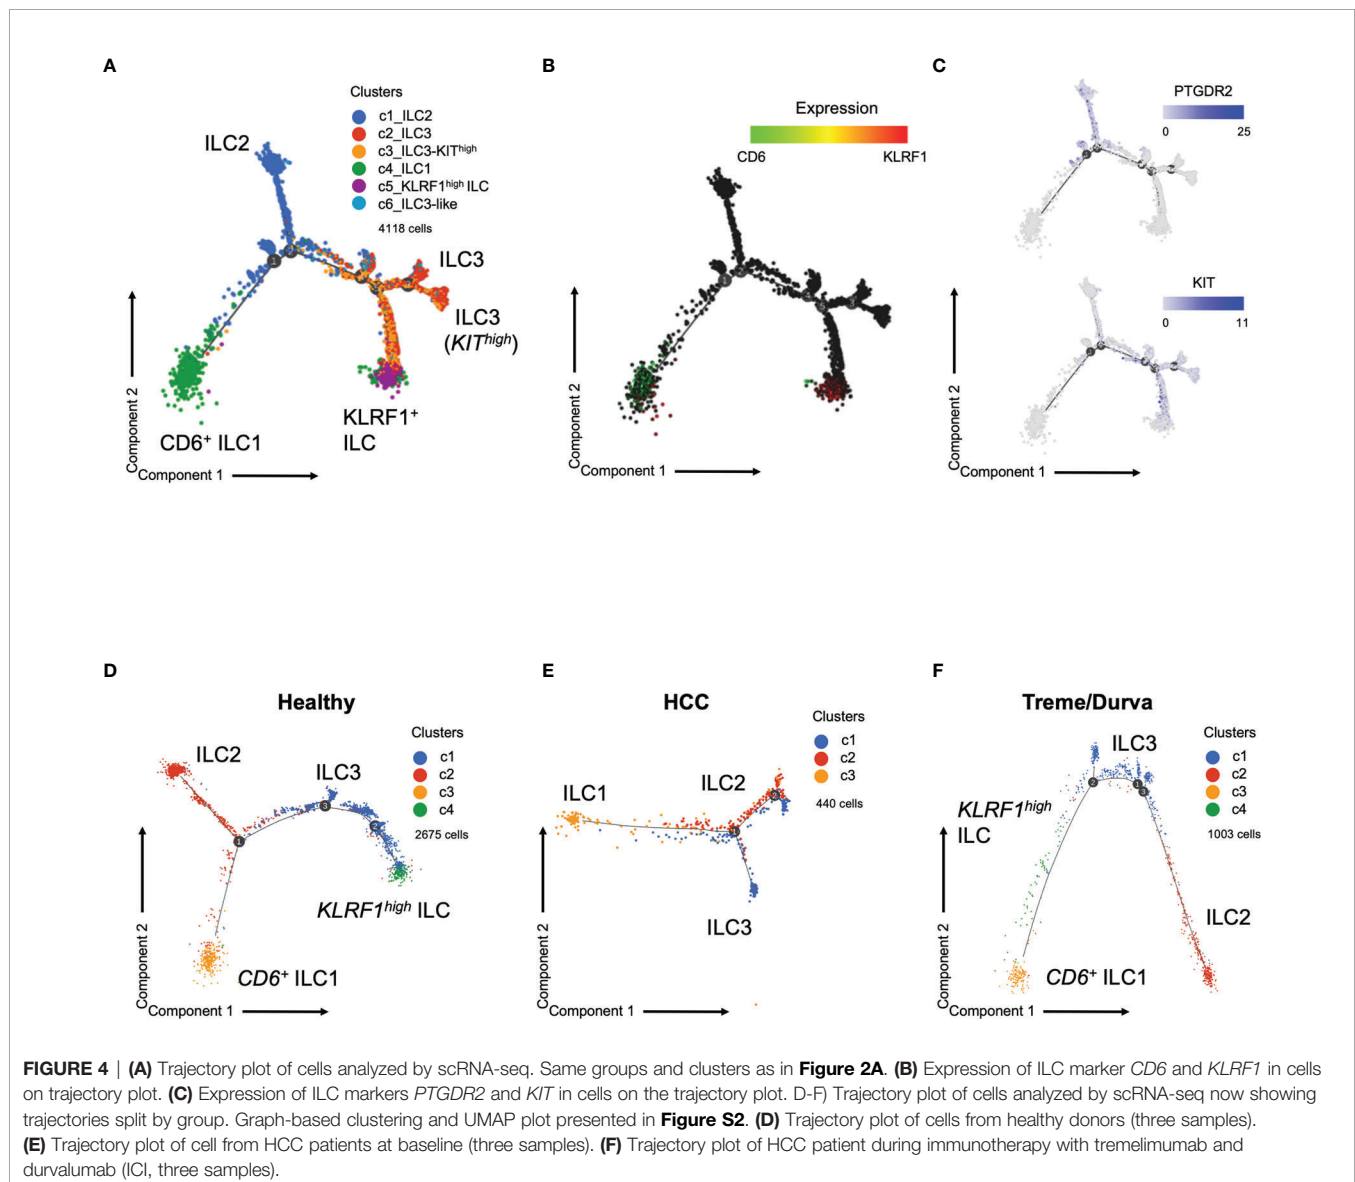 A
Clusters
c1_ILC2
c2_ILC3
c3_ILC3-KIThigh
c4_ILC1
c5_KLRF1high ILC
c6_ILC3-like
4118 cells
ILC2
1
2
ILC3
ILC3
(KIThigh)
KLRF1+
ILC
CD6+ ILC1
Component 2
Component 1
B
Expression
CD6
KLRF1
Component 2
Component 1
C
PTGDR2
0
25
KIT
0
11
Component 2
Component 1
D
Healthy
Clusters
c1
c2
c3
c4
2675 cells
ILC2
ILC3
3
2
1
KLRF1high ILC
CD6+ ILC1
Component 2
Component 1
E
HCC
Clusters
c1
c2
c3
440 cells
ILC2
ILC1
2
1
ILC3
Component 2
Component 1
F
Treme/Durva
Clusters
c1
c2
c3
c4
1003 cells
ILC3
2
1
3
KLRF1high
ILC
ILC2
CD6+ ILC1
Component 2
Component 1
FIGURE 4 | (A) Trajectory plot of cells analyzed by scRNA-seq. Same groups and clusters as in Figure 2A. (B) Expression of ILC marker CD6 and KLRF1 in cells
on trajectory plot. (C) Expression of ILC markers PTGDR2 and KIT in cells on the trajectory plot. D-F) Trajectory plot of cells analyzed by scRNA-seq now showing
trajectories split by group. Graph-based clustering and UMAP plot presented in Figure S2. (D) Trajectory plot of cells from healthy donors (three samples).
(E) Trajectory plot of cell from HCC patients at baseline (three samples). (F) Trajectory plot of HCC patient during immunotherapy with tremelimumab and
durvalumab (ICI, three samples).